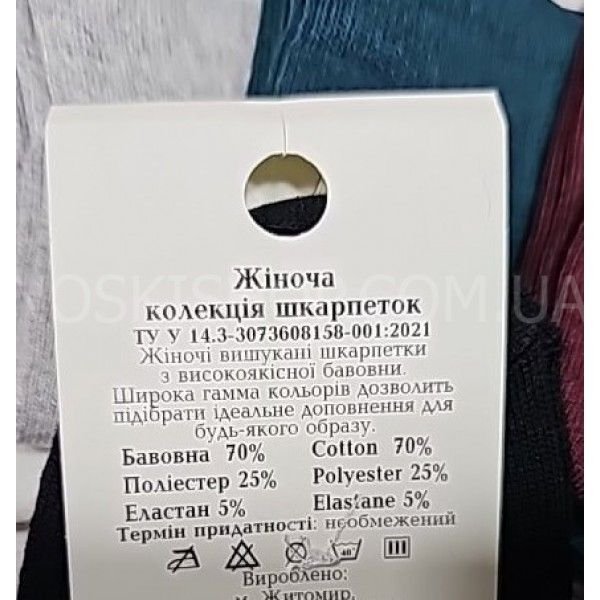 Жіноча
колекція шкарпеток
ТУ У 14.3-3073608158-001:2021
Жіночі вишукані шкарпетки
з високоякісної бавовни.
Широка гамма кольорів дозволить
підібрати ідеальне доповнення для
будь-якого образу.
Бавовна 70% Cotton 70%
Поліестер 25% Polyester 25%
Еластан 5% Elastane 5%
Термін придатності: необмежений
40
Вироблено:
м. Житомир,